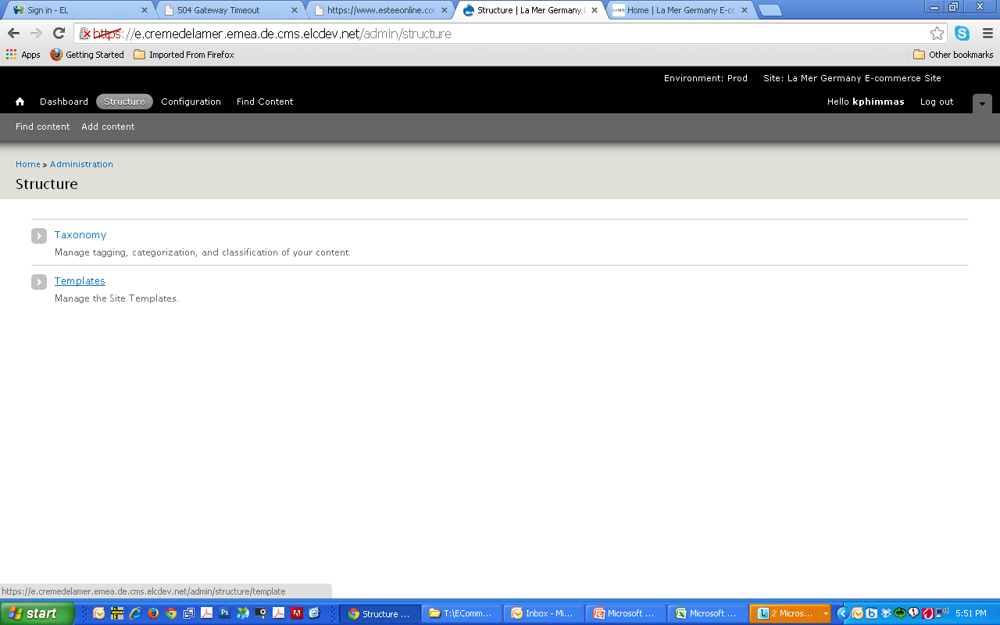 Sign in - EL
504 Gateway Timeout
https://www.esteeonline.co
Structure | La Mer Germany
Home | La Mer Germany E-c
https://e.cremedelamer.emea.de.cms.elcdev.net/admin/structure
Apps
Getting Started
Imported From Firefox
Other bookmarks
Environment: Prod
Site: La Mer Germany E-commerce Site
Dashboard
Structure
Configuration
Find Content
Hello kphimmas
Log out
Find content
Add content
Home » Administration
Structure
Taxonomy
Manage tagging, categorization, and classification of your content.
Templates
Manage the Site Templates.
https://e.cremedelamer.emea.de.cms.elcdev.net/admin/structure/template
start
Structure ...
T:\EComm...
Inbox - Mi...
Microsoft ...
Microsoft ...
2 Micros...
5:51 PM